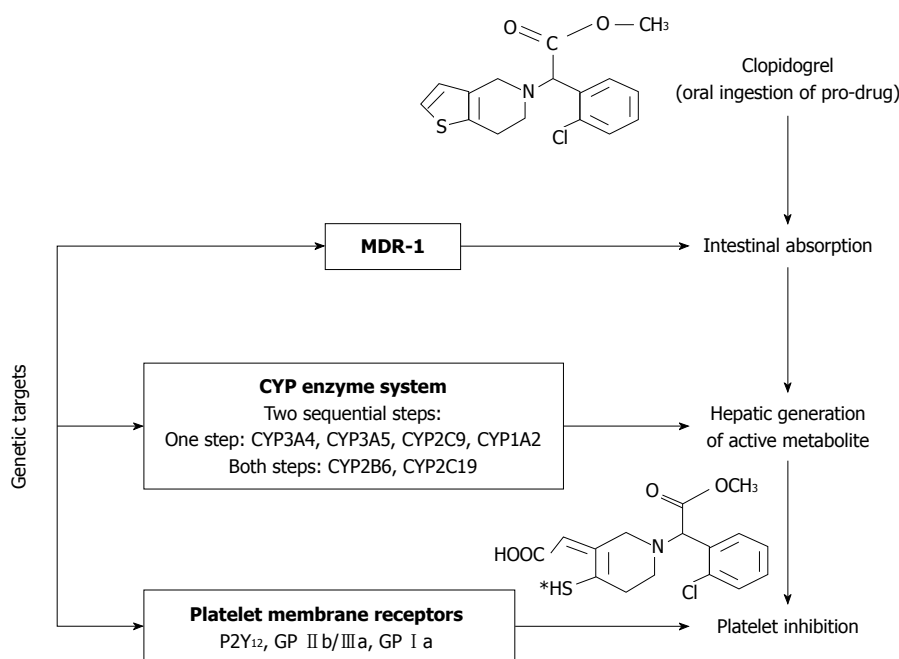 O
C
O
CH₃
N
S
Cl
Clopidogrel
(oral ingestion of pro-drug)
MDR-1
Intestinal absorption
Genetic targets
CYP enzyme system
Two sequential steps:
One step: CYP3A4, CYP3A5, CYP2C9, CYP1A2
Both steps: CYP2B6, CYP2C19
Hepatic generation
of active metabolite
O
C
OCH₃
N
HOOC
*HS
Cl
Platelet membrane receptors
P2Y₁₂, GP Ⅱb/Ⅲa, GP Ⅰa
Platelet inhibition